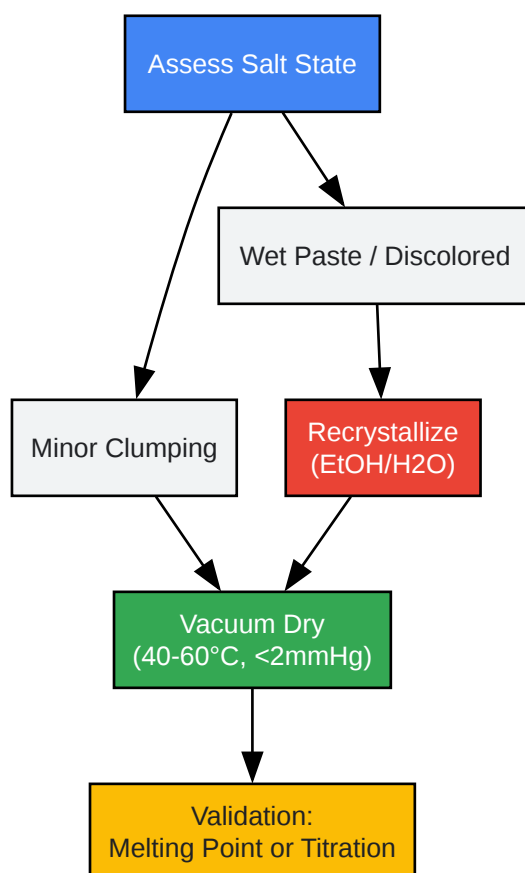 Assess Salt State
Wet Paste / Discolored
Minor Clumping
Recrystallize
(EtOH/H2O)
Vacuum Dry
(40-60°C, <2mmHg)
Validation:
Melting Point or Titration